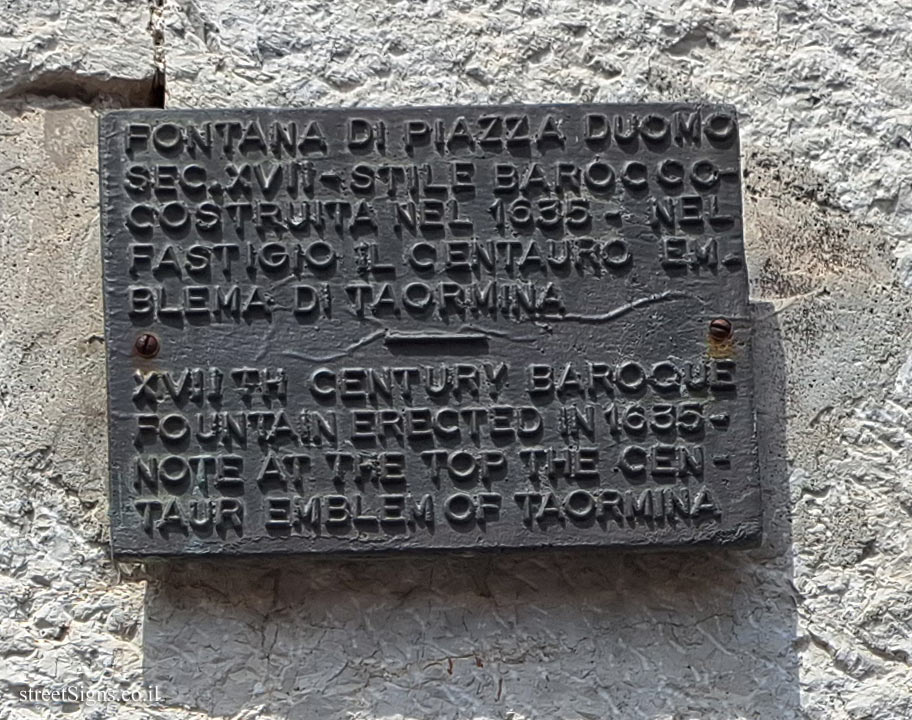 FONTANA DI PIAZZA DUOMO
SEC. XVII - STILE BAROCCO -
COSTRUITA NEL 1635 - NEL
FASTIGIO IL CENTAURO EM -
BLEMA DI TAORMINA
XVII TH CENTURY BAROQUE
FOUNTAIN ERECTED IN 1635 -
NOTE AT THE TOP THE CEN -
TAUR EMBLEM OF TAORMINA
streetSigns.co.il